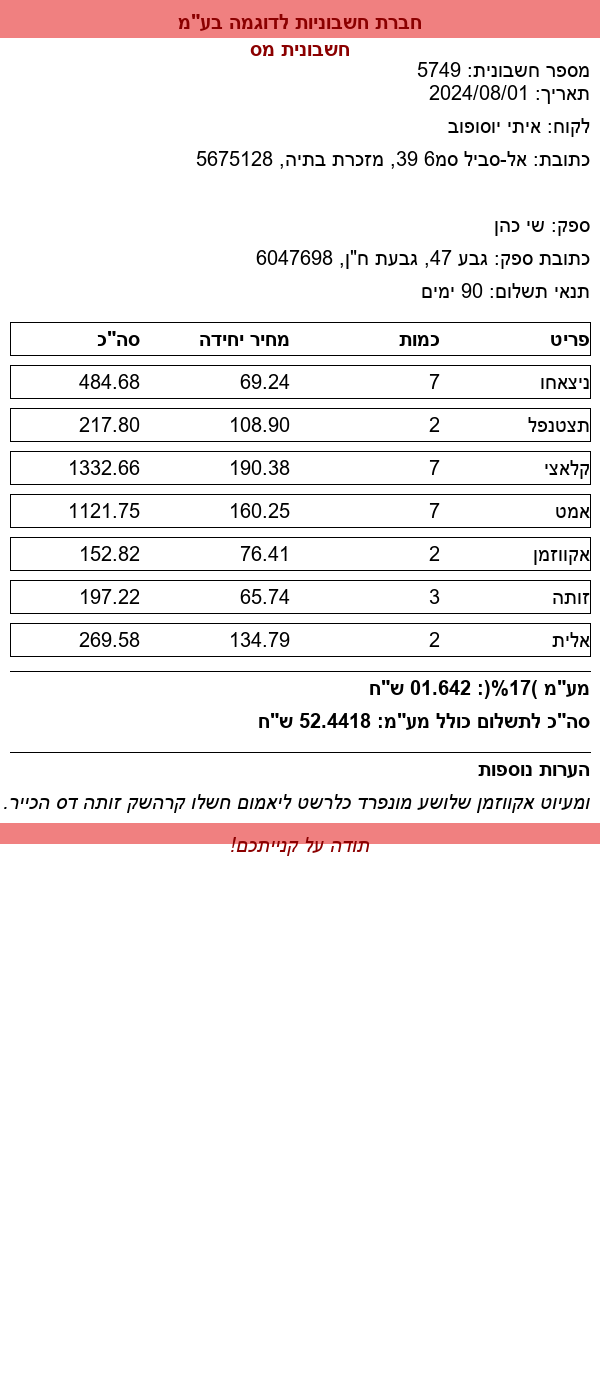 חברת חשבוניות לדוגמה בע"מ
חשבונית מס
מספר חשבונית: 5749
תאריך: 2024/08/01
לקוח: איתי יוסופוב
כתובת: אל-סביל סמ6 39, מזכרת בתיה, 5675128
ספק: שי כהן
כתובת ספק: גבע 47, גבעת ח"ן, 6047698
תנאי תשלום: 90 ימים
פריט כמות מחיר יחידה סה"כ
ניצאחו 7 69.24 484.68
תצטנפל 2 108.90 217.80
קלאצי 7 190.38 1332.66
אמט 7 160.25 1121.75
אקווזמן 2 76.41 152.82
זותה 3 65.74 197.22
אלית 2 134.79 269.58
מע"מ )17%(: 01.642 ש"ח
סה"כ לתשלום כולל מע"מ: 52.4418 ש"ח
הערות נוספות
ומעיוט אקווזמן שלושע מונפרד כלרשט ליאמום חשלו קרהשק זותה דס הכייר.
תודה על קנייתכם!